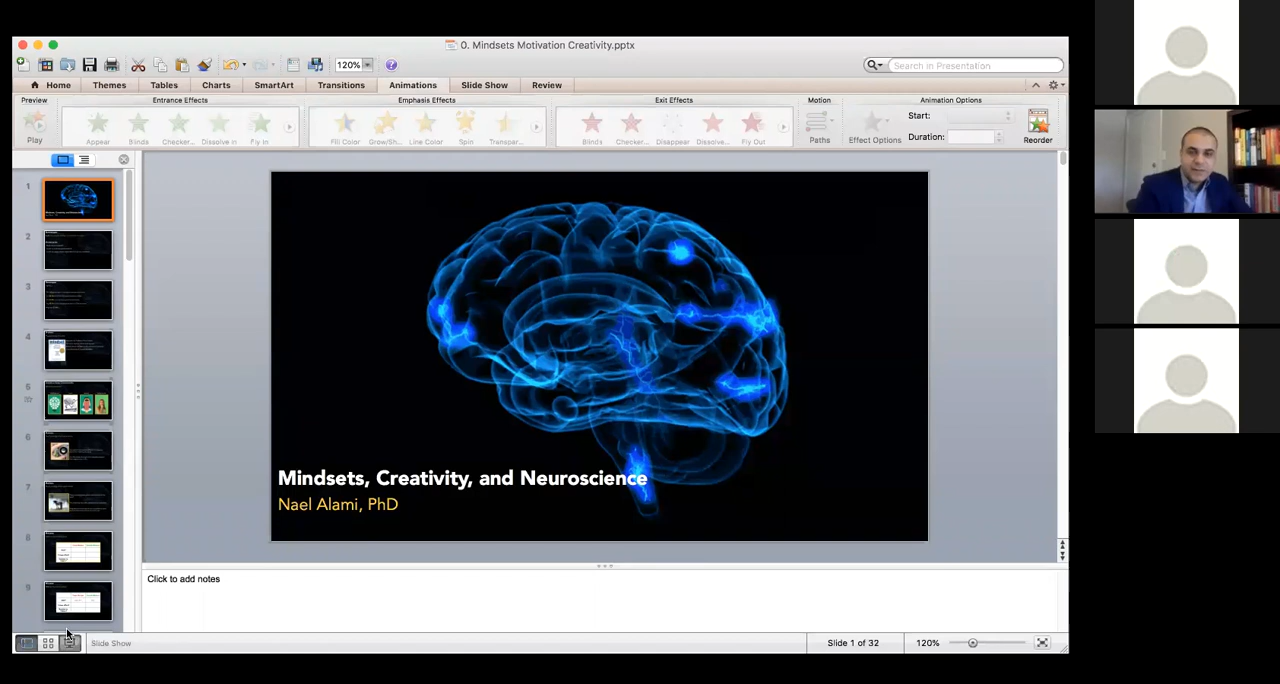 0. Mindsets Motivation Creativity.pptx
120%
Search in Presentation
Home Themes Tables Charts SmartArt Transitions Animations Slide Show Review
Preview Entrance Effects Emphasis Effects Exit Effects Motion Animation Options
Start:
Duration:
Play Appear Blinds Checker... Dissolve in Fly In Fill Color Grow/Sh... Line Color Spin Transpar... Blinds Checker... Disappear Dissolve... Fly Out Paths Effect Options Reorder
1
2
3
4
5
6
7
8
9
Mindsets, Creativity, and Neuroscience
Nael Alami, PhD
Click to add notes
Slide Show Slide 1 of 32 120%